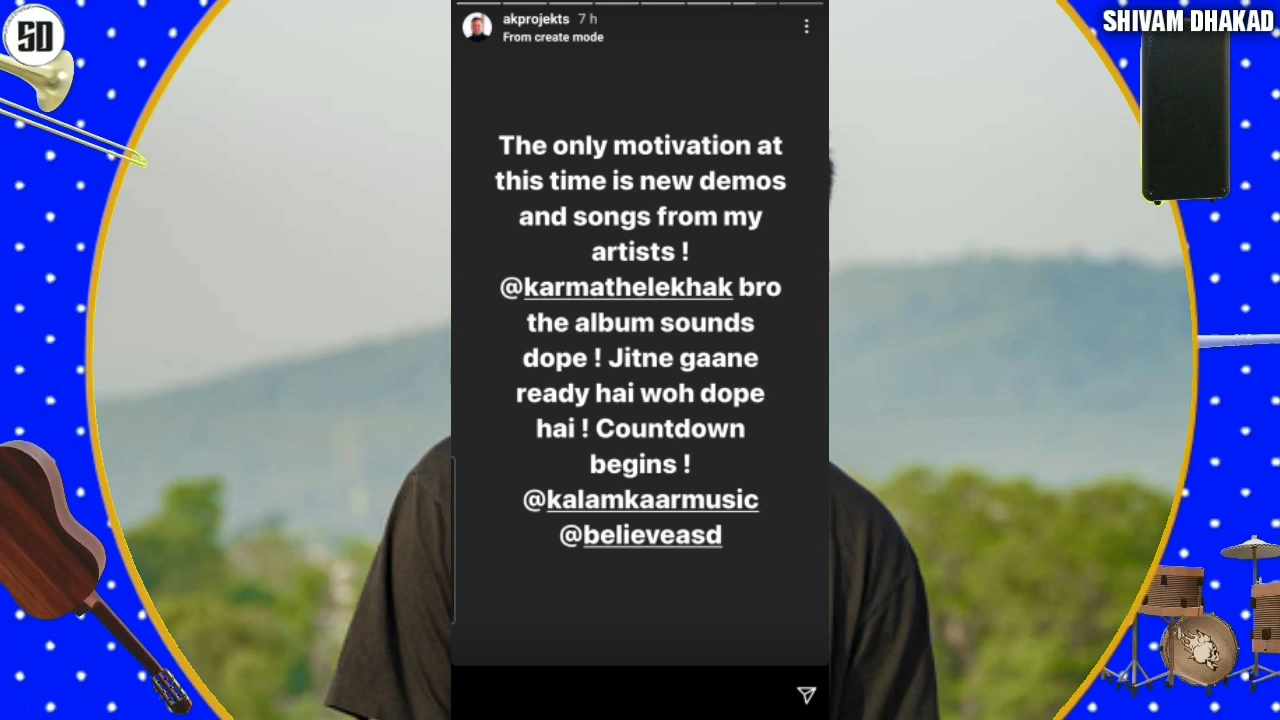 SD
SHIVAM DHAKAD
akprojekts 7 h
From create mode
The only motivation at
this time is new demos
and songs from my
artists !
@karmathelekhak bro
the album sounds
dope ! Jitne gaane
ready hai woh dope
hai ! Countdown
begins !
@kalamkaarmusic
@believeasd